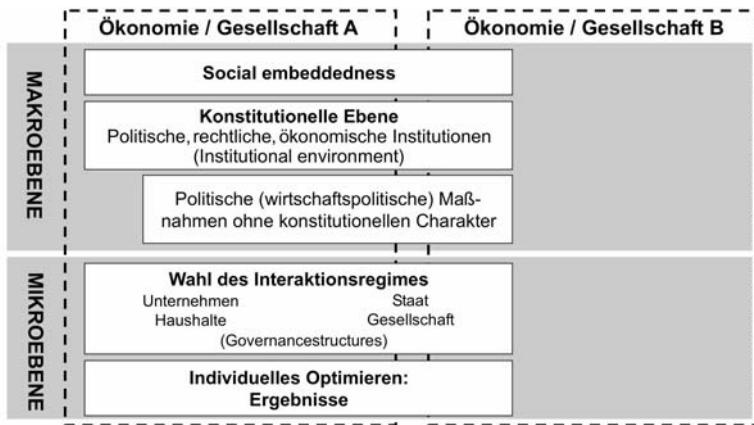 Ökonomie / Gesellschaft A
Ökonomie / Gesellschaft B
MAKROEBENE
Social embeddedness
Konstitutionelle Ebene
Politische, rechtliche, ökonomische Institutionen
(Institutional environment)
Politische (wirtschaftspolitische) Maß-
nahmen ohne konstitutionellen Charakter
MIKROEBENE
Wahl des Interaktionsregimes
Unternehmen Staat
Haushalte Gesellschaft
(Governancestructures)
Individuelles Optimieren:
Ergebnisse